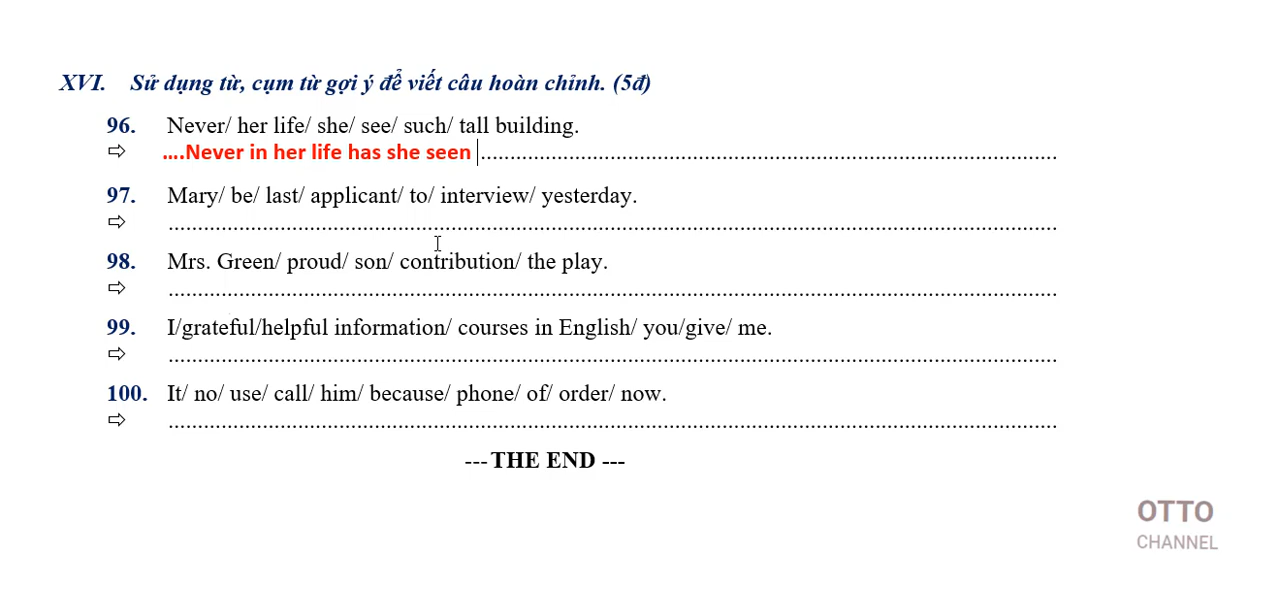 XVI. Sử dụng từ, cụm từ gợi ý để viết câu hoàn chỉnh. (5đ)
96. Never/ her life/ she/ see/ such/ tall building.
⇨ ....Never in her life has she seen ....................................................................................................
97. Mary/ be/ last/ applicant/ to/ interview/ yesterday.
⇨ ........................................................................................................................................................
98. Mrs. Green/ proud/ son/ contribution/ the play.
⇨ ........................................................................................................................................................
99. I/grateful/helpful information/ courses in English/ you/give/ me.
⇨ ........................................................................................................................................................
100. It/ no/ use/ call/ him/ because/ phone/ of/ order/ now.
⇨ ........................................................................................................................................................
---THE END ---
OTTO
CHANNEL